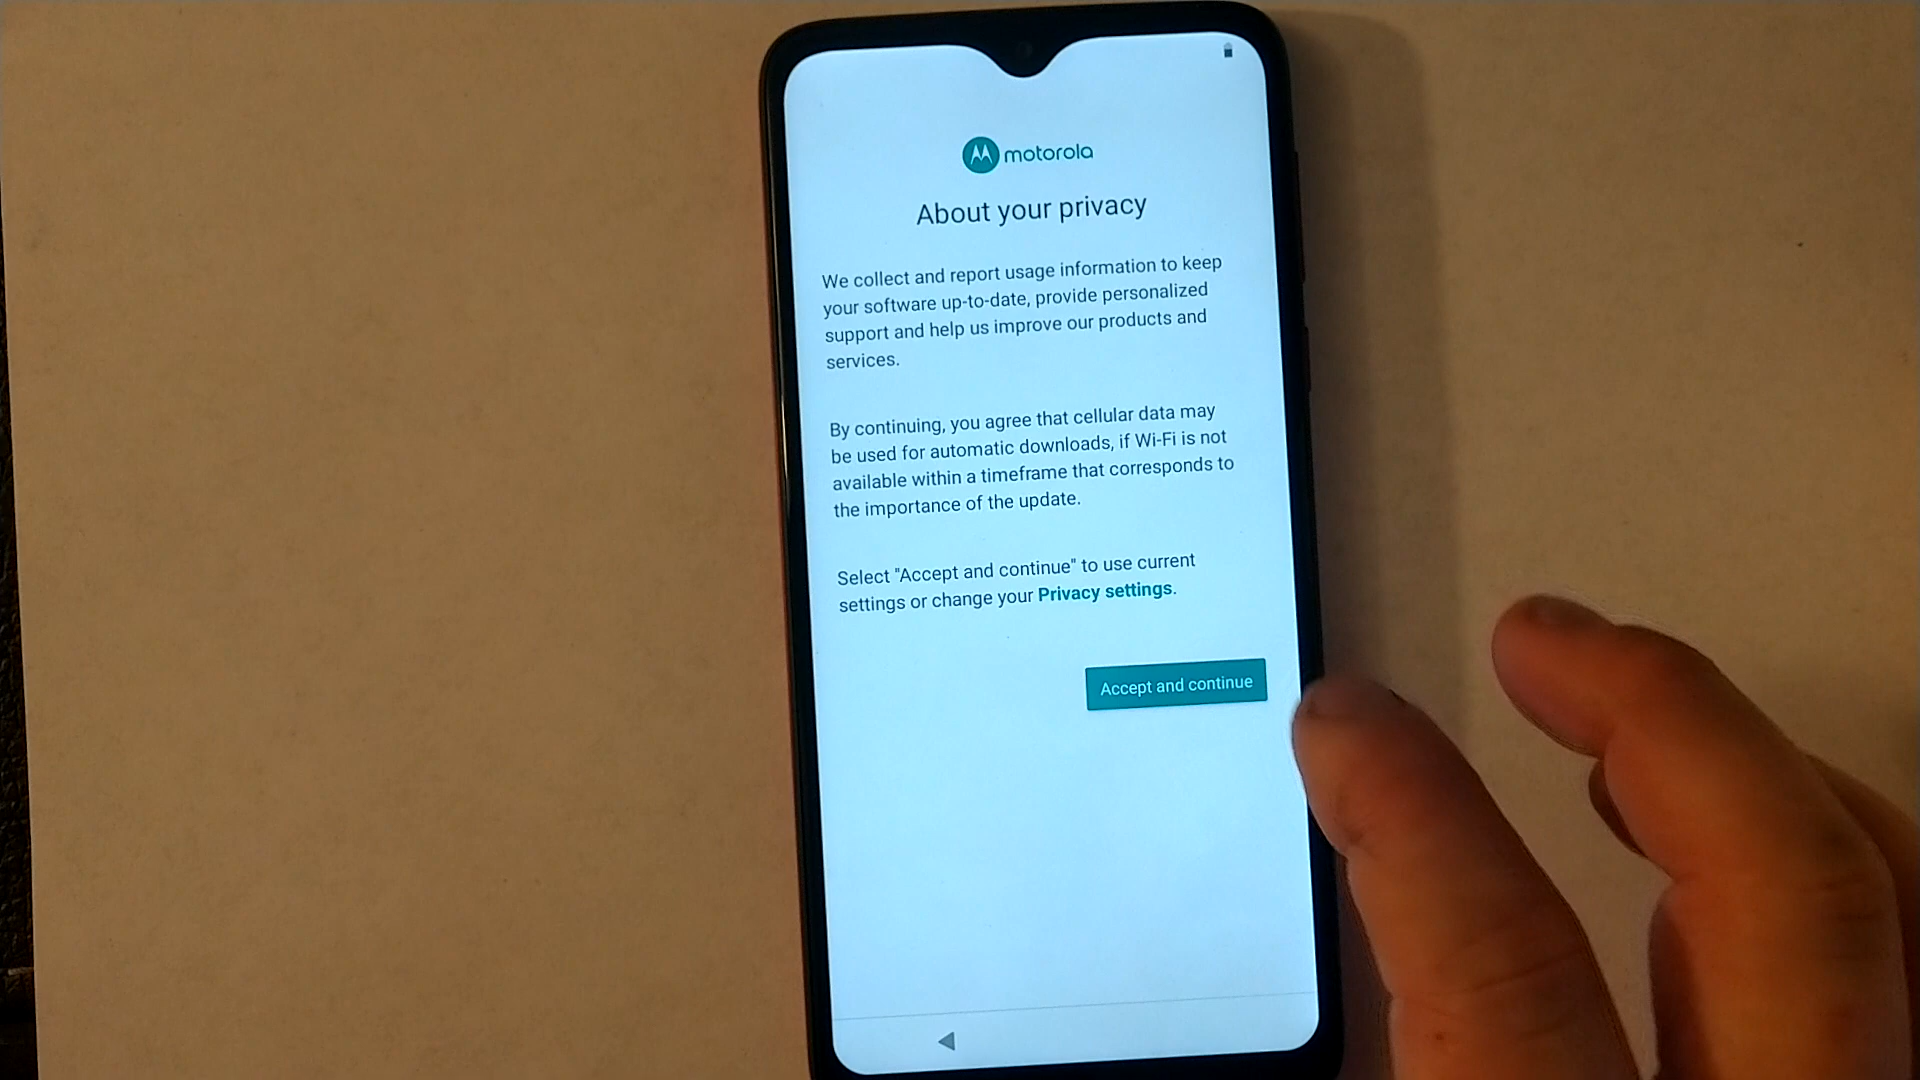 motorola
About your privacy
We collect and report usage information to keep
your software up-to-date, provide personalized
support and help us improve our products and
services.
By continuing, you agree that cellular data may
be used for automatic downloads, if Wi-Fi is not
available within a timeframe that corresponds to
the importance of the update.
Select "Accept and continue" to use current
settings or change your Privacy settings.
Accept and continue